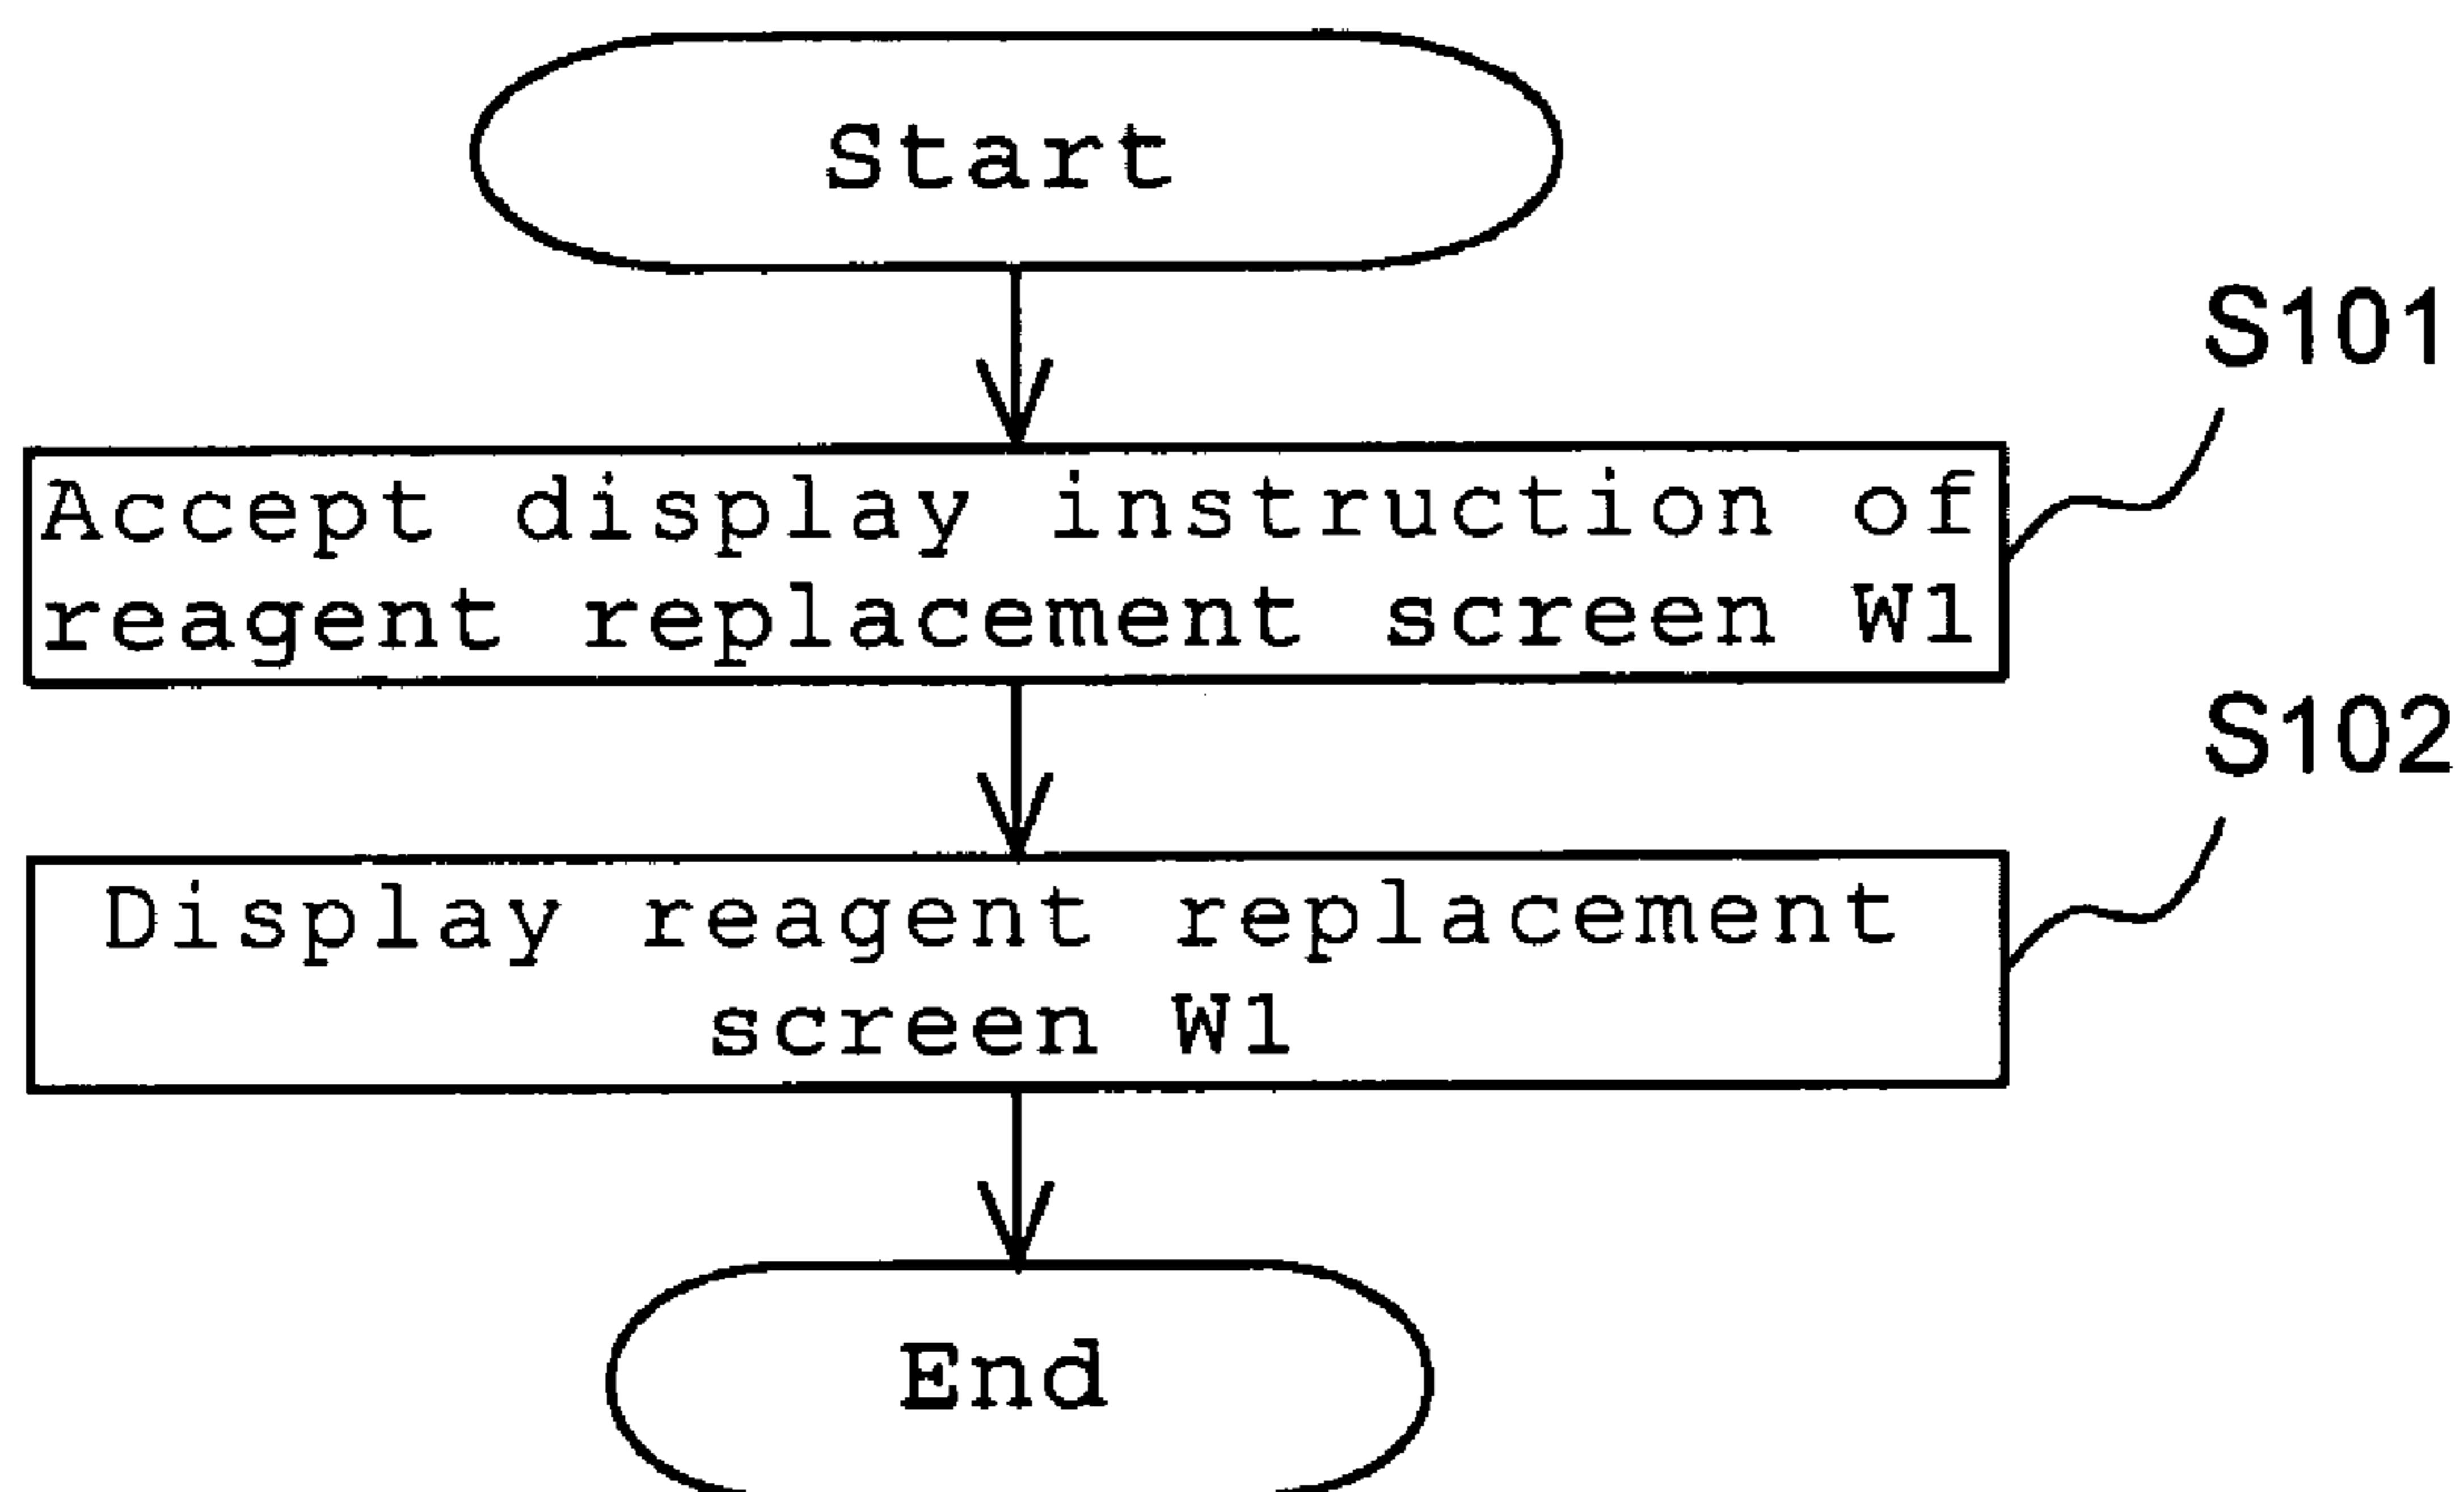 Start
S101
Accept display instruction of
reagent replacement screen W1
S102
Display reagent replacement
screen W1
End